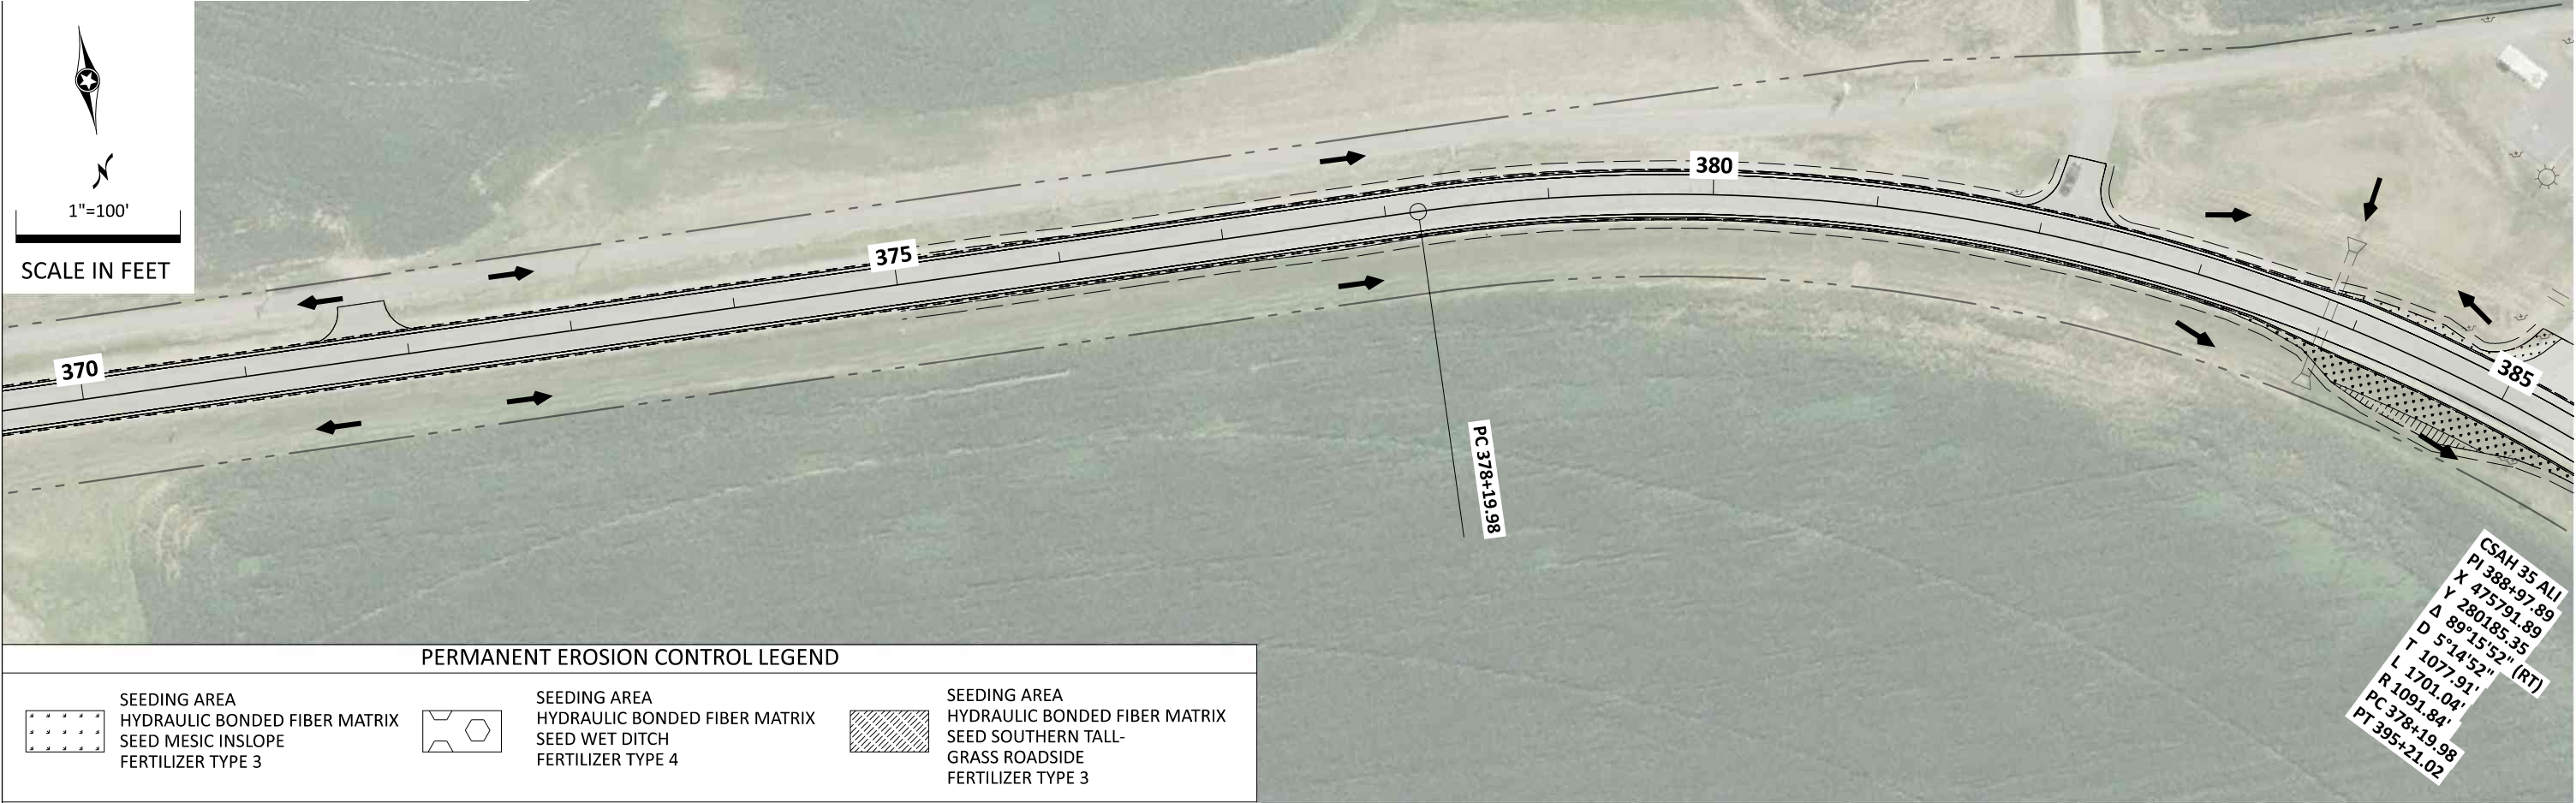 1"=100'
SCALE IN FEET
370
375
380
385
PC 378+19.98
CSAH 35 ALI
PI 388+97.89
X 475791.89
Y 280185.35
Δ 89°15'52" (RT)
D 5°14'52"
T 1077.91'
L 1701.04'
R 1091.84'
PC 378+19.98
PT 395+21.02
PERMANENT EROSION CONTROL LEGEND
SEEDING AREA
HYDRAULIC BONDED FIBER MATRIX
SEED MESIC INSLOPE
FERTILIZER TYPE 3
SEEDING AREA
HYDRAULIC BONDED FIBER MATRIX
SEED WET DITCH
FERTILIZER TYPE 4
SEEDING AREA
HYDRAULIC BONDED FIBER MATRIX
SEED SOUTHERN TALL-
GRASS ROADSIDE
FERTILIZER TYPE 3